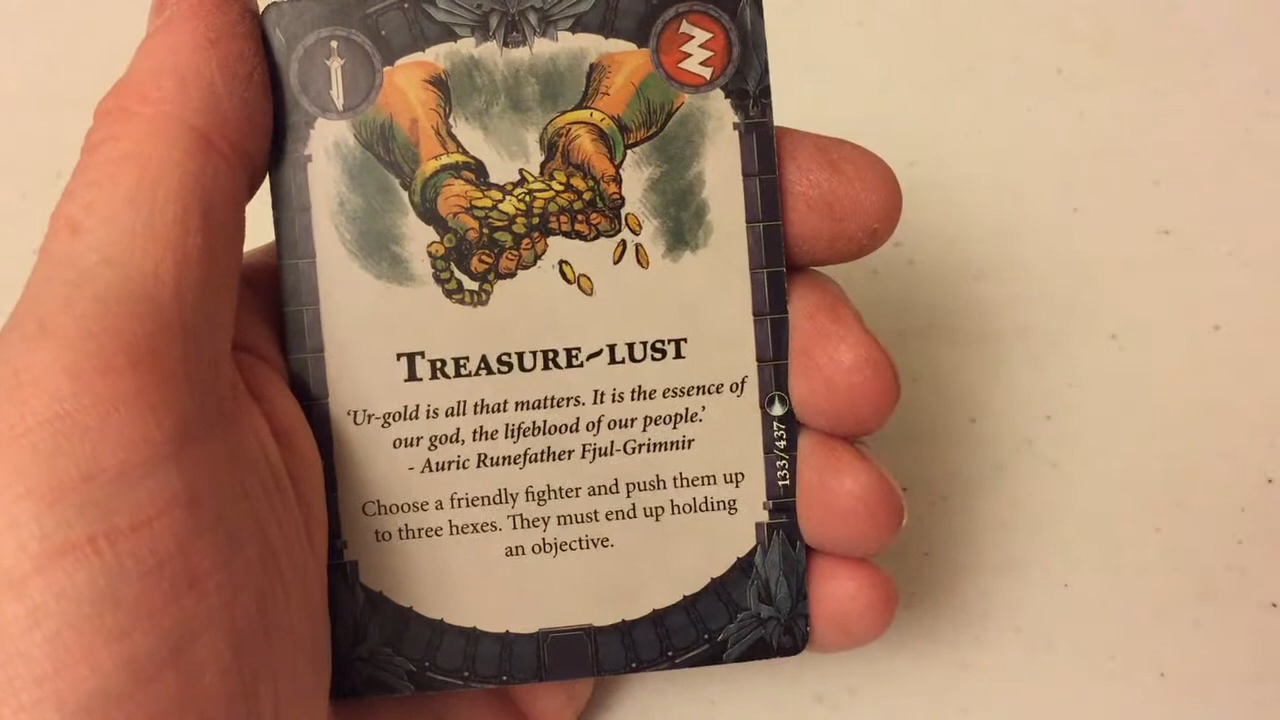 TREASURE~LUST
'Ur-gold is all that matters. It is the essence of
our god, the lifeblood of our people.'
- Auric Runefather Fjul-Grimnir
Choose a friendly fighter and push them up
to three hexes. They must end up holding
an objective.
133/437